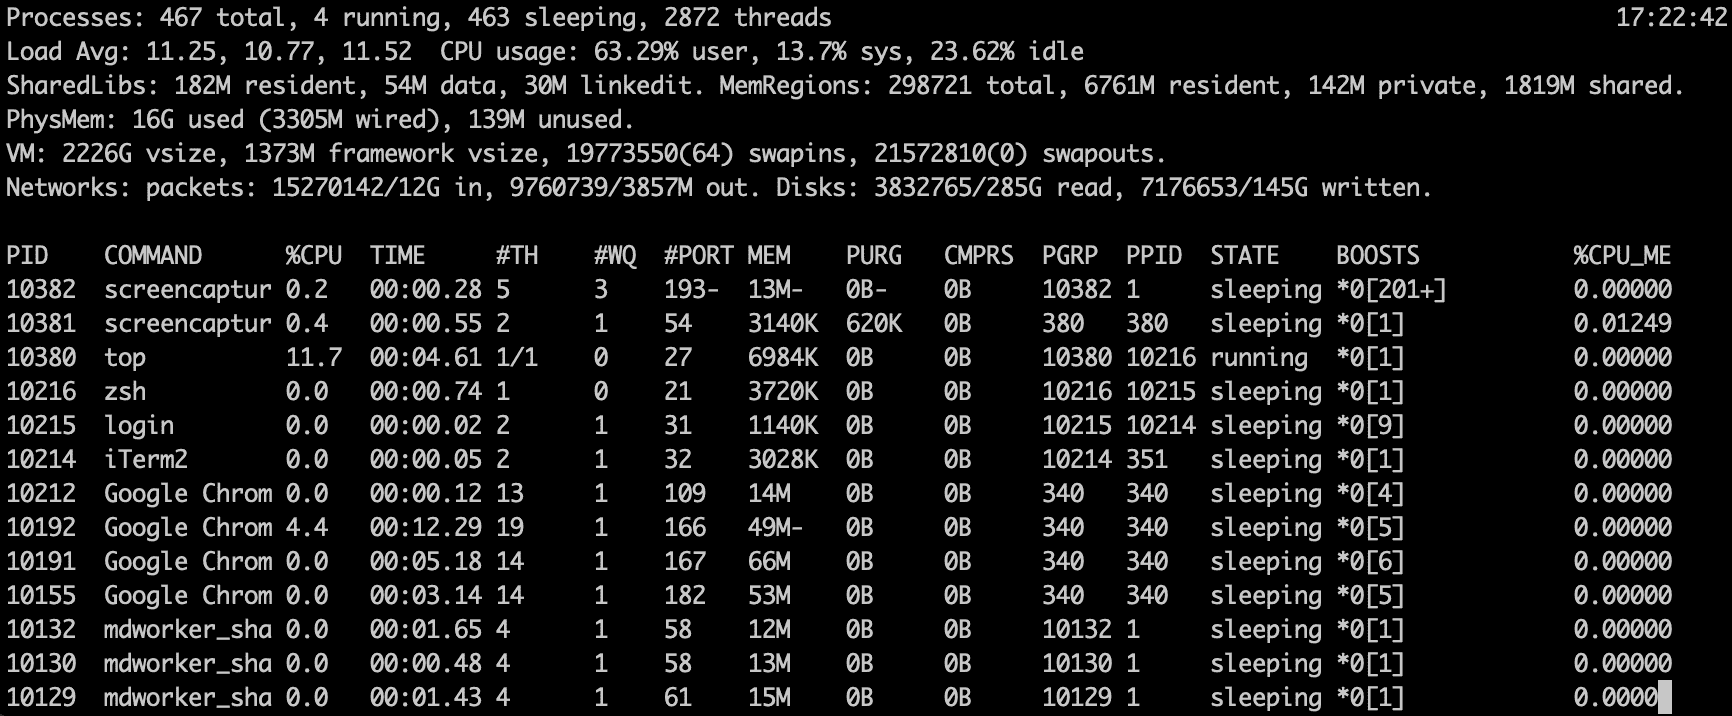 Processes: 467 total, 4 running, 463 sleeping, 2872 threads 17:22:42
Load Avg: 11.25, 10.77, 11.52 CPU usage: 63.29% user, 13.7% sys, 23.62% idle
SharedLibs: 182M resident, 54M data, 30M linkedit. MemRegions: 298721 total, 6761M resident, 142M private, 1819M shared.
PhysMem: 16G used (3305M wired), 139M unused.
VM: 2226G vsize, 1373M framework vsize, 19773550(64) swapins, 21572810(0) swapouts.
Networks: packets: 15270142/12G in, 9760739/3857M out. Disks: 3832765/285G read, 7176653/145G written.
PID COMMAND %CPU TIME #TH #WQ #PORT MEM PURG CMPRS PGRP PPID STATE BOOSTS %CPU_ME
10382 screencaptur 0.2 00:00.28 5 3 193- 13M- 0B- 0B 10382 1 sleeping *0[201+] 0.00000
10381 screencaptur 0.4 00:00.55 2 1 54 3140K 620K 0B 380 380 sleeping *0[1] 0.01249
10380 top 11.7 00:04.61 1/1 0 27 6984K 0B 0B 10380 10216 running *0[1] 0.00000
10216 zsh 0.0 00:00.74 1 0 21 3720K 0B 0B 10216 10215 sleeping *0[1] 0.00000
10215 login 0.0 00:00.02 2 1 31 1140K 0B 0B 10215 10214 sleeping *0[9] 0.00000
10214 iTerm2 0.0 00:00.05 2 1 32 3028K 0B 0B 10214 351 sleeping *0[1] 0.00000
10212 Google Chrom 0.0 00:00.12 13 1 109 14M 0B 0B 340 340 sleeping *0[4] 0.00000
10192 Google Chrom 4.4 00:12.29 19 1 166 49M- 0B 0B 340 340 sleeping *0[5] 0.00000
10191 Google Chrom 0.0 00:05.18 14 1 167 66M 0B 0B 340 340 sleeping *0[6] 0.00000
10155 Google Chrom 0.0 00:03.14 14 1 182 53M 0B 0B 340 340 sleeping *0[5] 0.00000
10132 mdworker_sha 0.0 00:01.65 4 1 58 12M 0B 0B 10132 1 sleeping *0[1] 0.00000
10130 mdworker_sha 0.0 00:00.48 4 1 58 13M 0B 0B 10130 1 sleeping *0[1] 0.00000
10129 mdworker_sha 0.0 00:01.43 4 1 61 15M 0B 0B 10129 1 sleeping *0[1] 0.0000